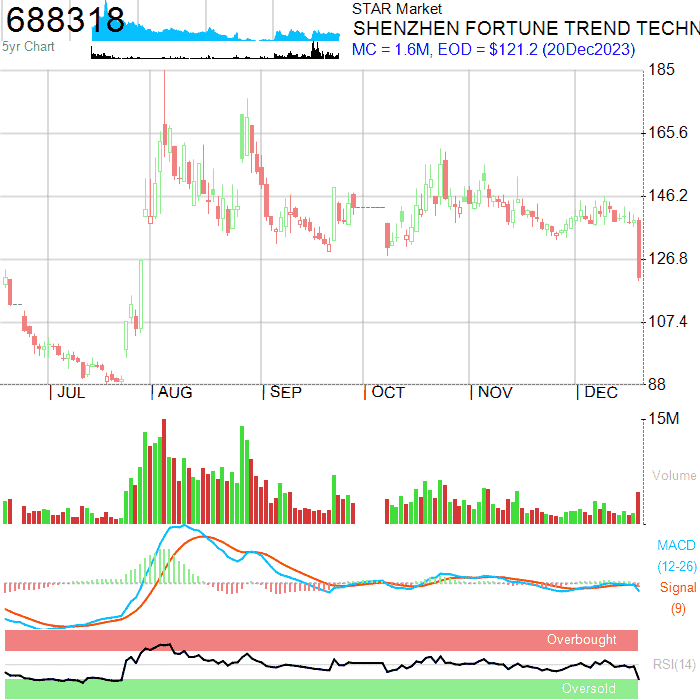 688318
5yr Chart
STAR Market
SHENZHEN FORTUNE TREND TECHN
MC = 1.6M, EOD = $121.2 (20Dec2023)
185
165.6
146.2
126.8
107.4
88
JUL AUG SEP OCT NOV DEC
15M
Volume
MACD
(12-26)
Signal
(9)
Overbought
RSI(14)
Oversold